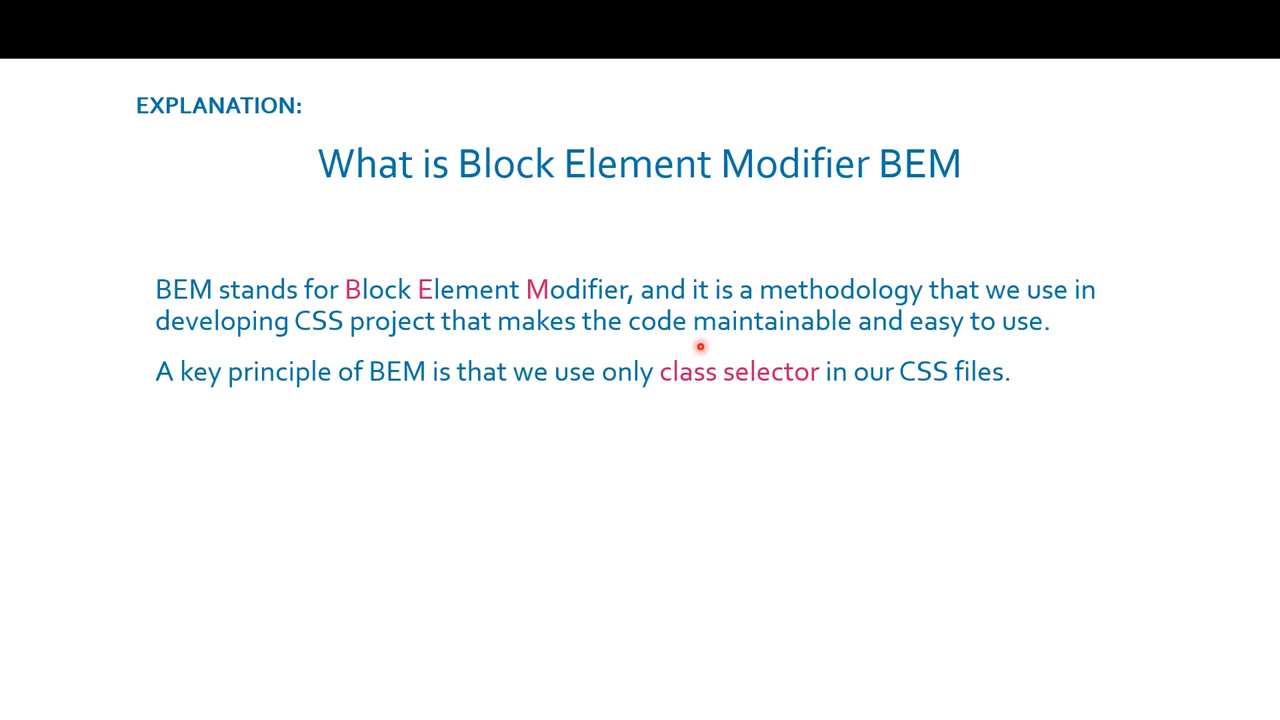 EXPLANATION:
What is Block Element Modifier BEM
BEM stands for Block Element Modifier, and it is a methodology that we use in
developing CSS project that makes the code maintainable and easy to use.
A key principle of BEM is that we use only class selector in our CSS files.